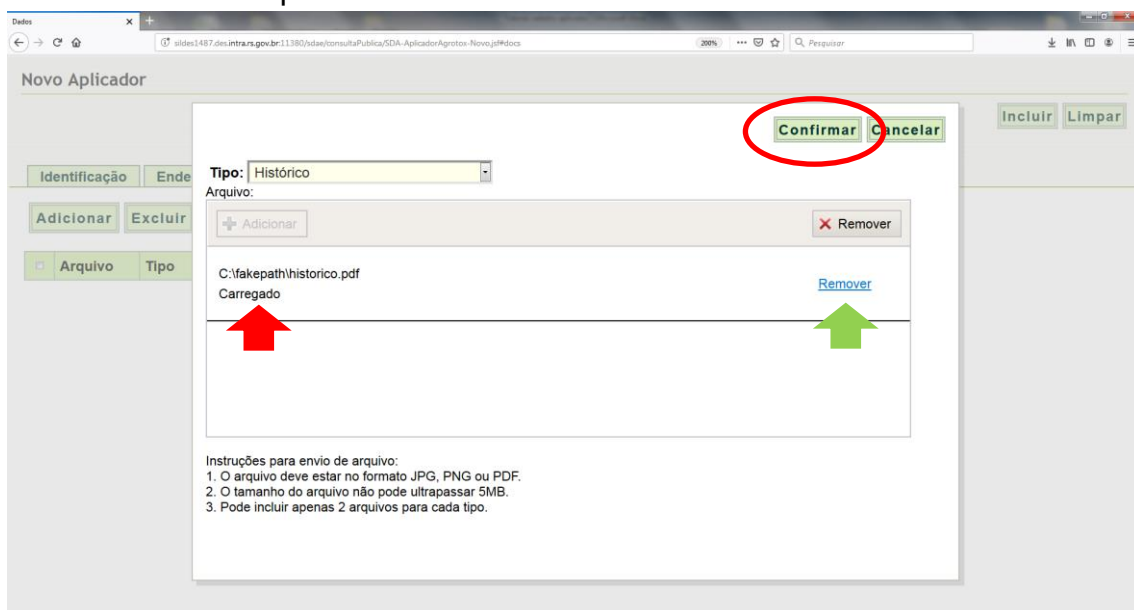 Dados
sildes1487.des.intra.rs.gov.br:11380/sdae/consultaPublica/SDA-AplicadorAgrotox-Novo.jsf#docs
200%
Pesquisar
Novo Aplicador
Incluir Limpar
Confirmar Cancelar
Identificação Ende
Tipo: Histórico
Arquivo:
Adicionar Excluir
Adicionar
Remover
Arquivo Tipo
C:\fakepath\historico.pdf
Carregado
Remover
Instruções para envio de arquivo:
1. O arquivo deve estar no formato JPG, PNG ou PDF.
2. O tamanho do arquivo não pode ultrapassar 5MB.
3. Pode incluir apenas 2 arquivos para cada tipo.